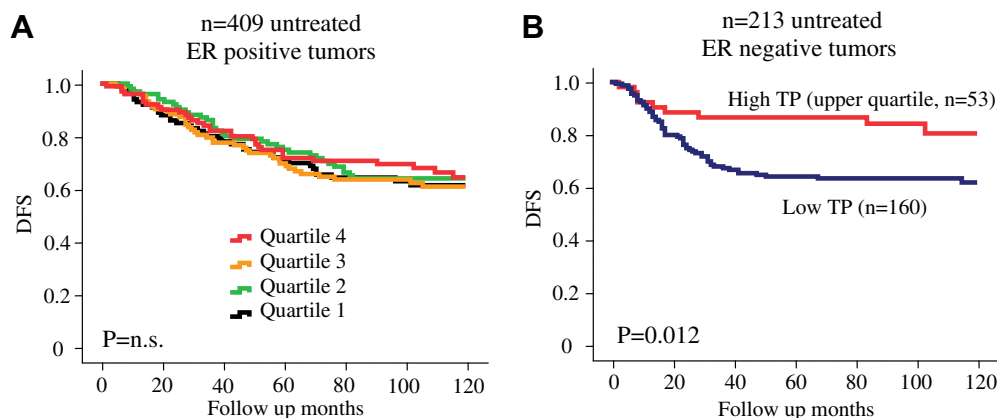 A
n=409 untreated
ER positive tumors
1.0
0.8
0.6
0.4
0.2
0
DFS
Quartile 4
Quartile 3
Quartile 2
Quartile 1
P=n.s.
0 20 40 60 80 100 120
Follow up months
B
n=213 untreated
ER negative tumors
1.0
0.8
0.6
0.4
0.2
0
DFS
High TP (upper quartile, n=53)
Low TP (n=160)
P=0.012
0 20 40 60 80 100 120
Follow up months